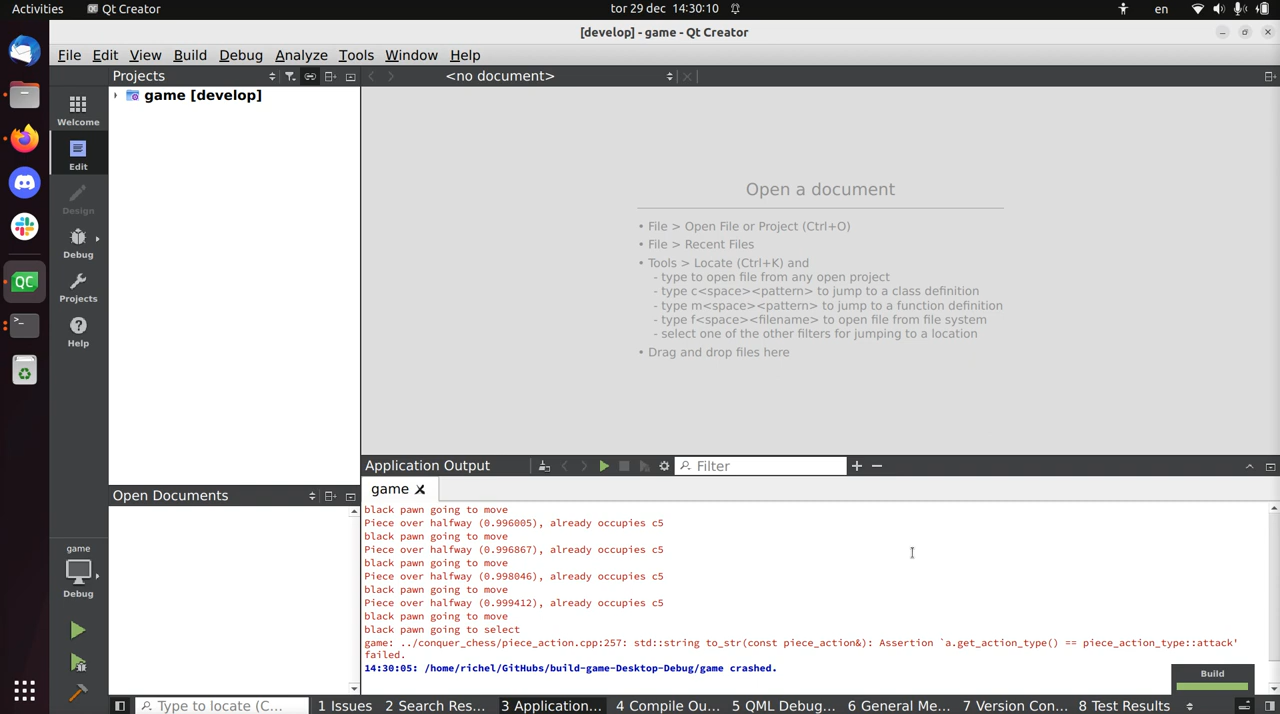 Activities
Qt Creator
tor 29 dec 14:30:10
en
[develop] - game - Qt Creator
File Edit View Build Debug Analyze Tools Window Help
Projects
<no document>
Welcome
Edit
Design
Debug
Projects
Help
game [develop]
Open a document
• File > Open File or Project (Ctrl+O)
• File > Recent Files
• Tools > Locate (Ctrl+K) and
- type to open file from any open project
- type c<space><pattern> to jump to a class definition
- type m<space><pattern> to jump to a function definition
- type f<space><filename> to open file from file system
- select one of the other filters for jumping to a location
• Drag and drop files here
Open Documents
game
Debug
Application Output
Filter
game
black pawn going to move
Piece over halfway (0.996005), already occupies c5
black pawn going to move
Piece over halfway (0.996867), already occupies c5
black pawn going to move
Piece over halfway (0.998046), already occupies c5
black pawn going to move
Piece over halfway (0.999412), already occupies c5
black pawn going to move
black pawn going to select
game: ../conquer_chess/piece_action.cpp:257: std::string to_str(const piece_action&): Assertion `a.get_action_type() == piece_action_type::attack'
failed.
14:30:05: /home/richel/GitHubs/build-game-Desktop-Debug/game crashed.
Build
Type to locate (C...
1 Issues
2 Search Res...
3 Application...
4 Compile Ou...
5 QML Debug...
6 General Me...
7 Version Con...
8 Test Results